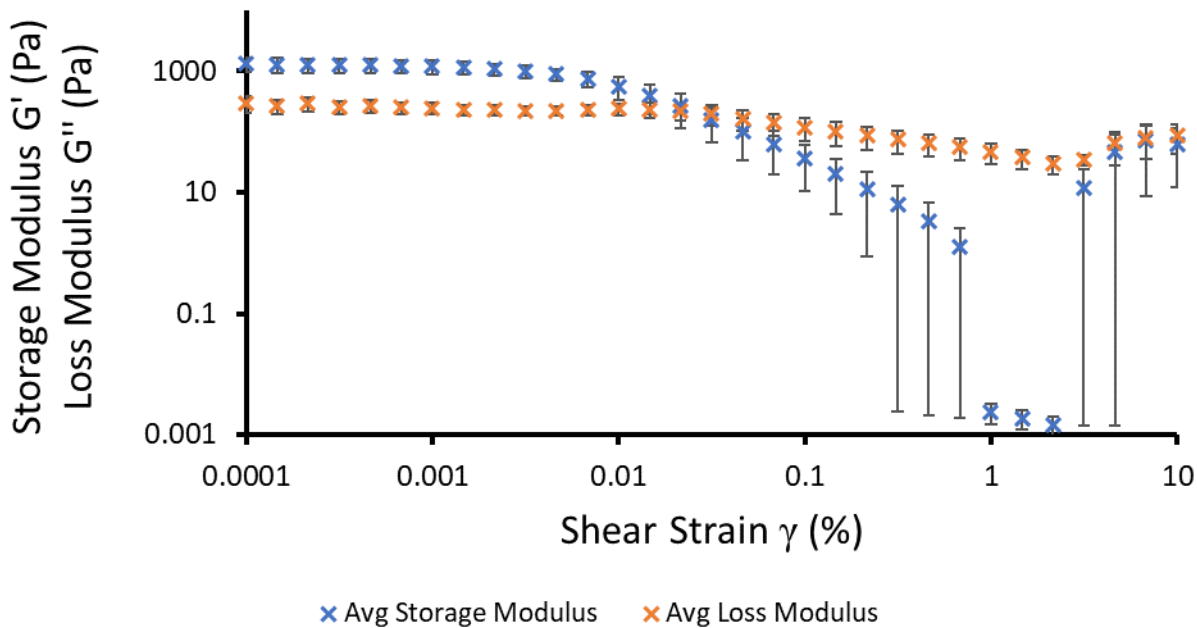 Storage Modulus G' (Pa)
Loss Modulus G'' (Pa)
1000
10
0.1
0.001
0.0001 0.001 0.01 0.1 1 10
Shear Strain γ (%)
Avg Storage Modulus Avg Loss Modulus